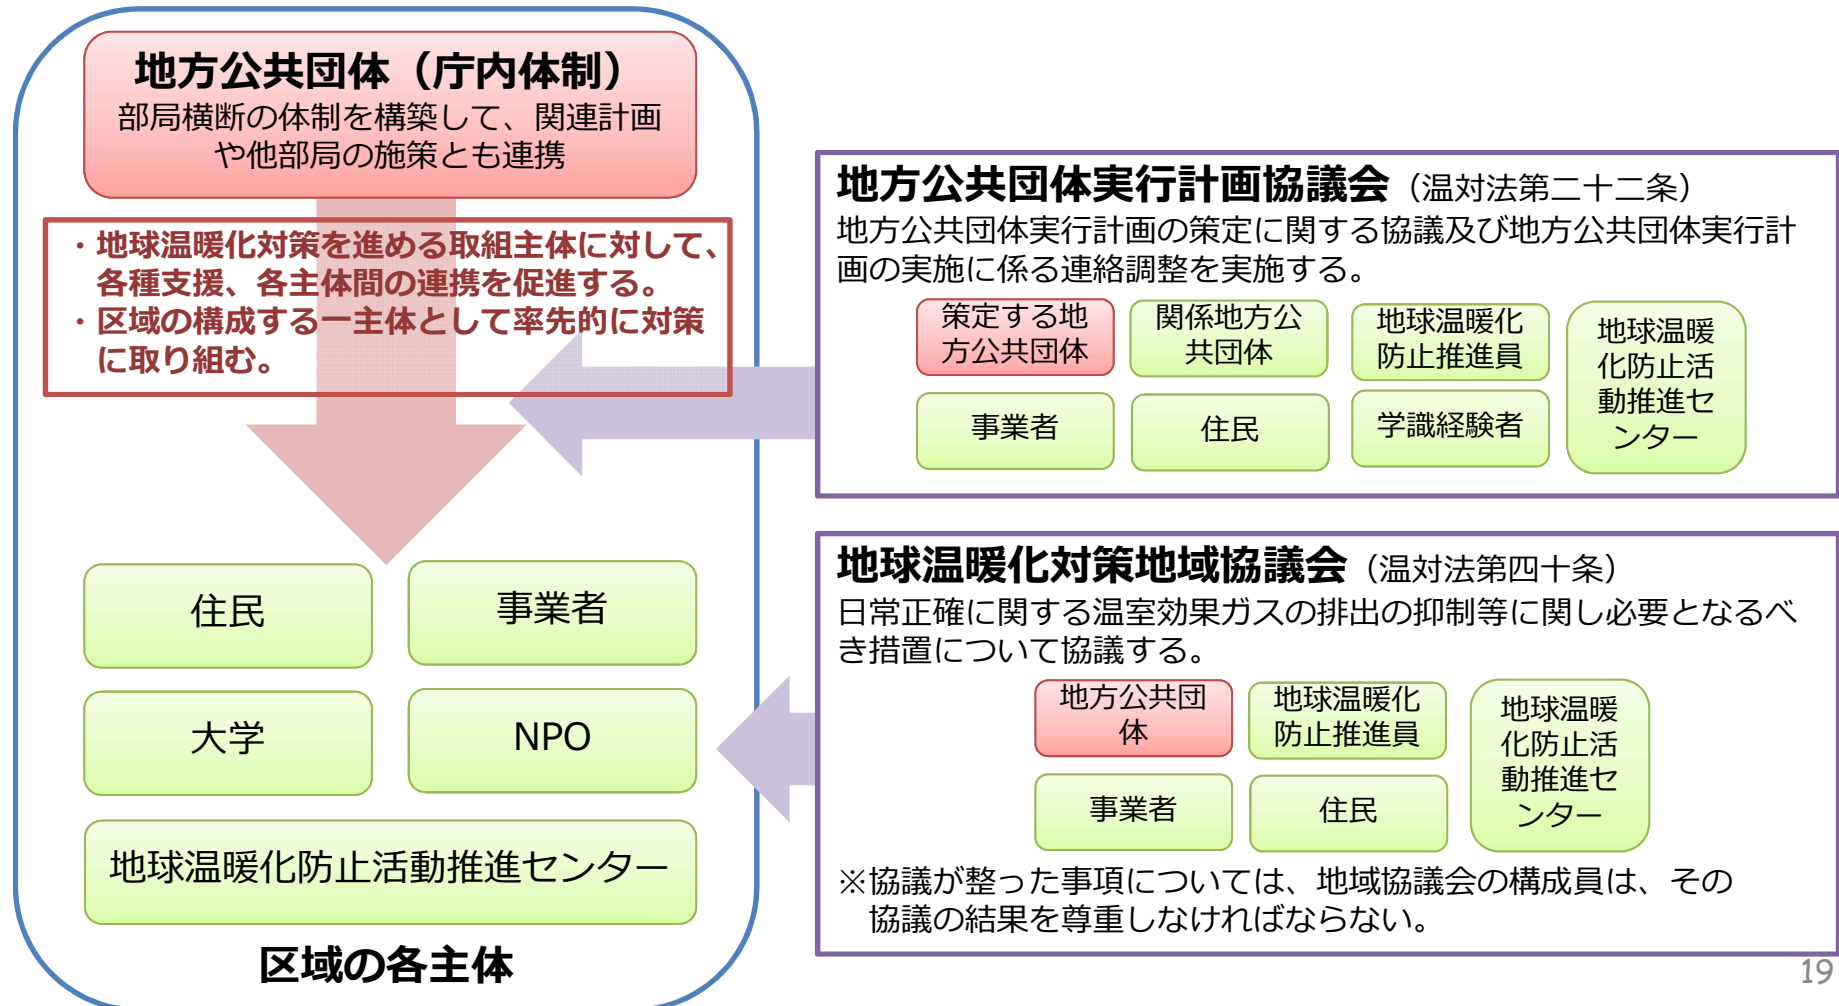 地方公共団体（庁内体制）
部局横断の体制を構築して、関連計画
や他部局の施策とも連携
・地球温暖化対策を進める取組主体に対して、
各種支援、各主体間の連携を促進する。
・区域の構成する一主体として率先的に対策
に取り組む。
住民
事業者
大学
NPO
地球温暖化防止活動推進センター
区域の各主体
地方公共団体実行計画協議会（温対法第二十二条）
地方公共団体実行計画の策定に関する協議及び地方公共団体実行計
画の実施に係る連絡調整を実施する。
策定する地
方公共団体
関係地方公
共団体
地球温暖化
防止推進員
地球温暖
化防止活
動推進セ
ンター
事業者
住民
学識経験者
地球温暖化対策地域協議会（温対法第四十条）
日常正確に関する温室効果ガスの排出の抑制等に関し必要となるべ
き措置について協議する。
地方公共団
体
地球温暖化
防止推進員
地球温暖
化防止活
動推進セ
ンター
事業者
住民
※協議が整った事項については、地域協議会の構成員は、その
協議の結果を尊重しなければならない。
19